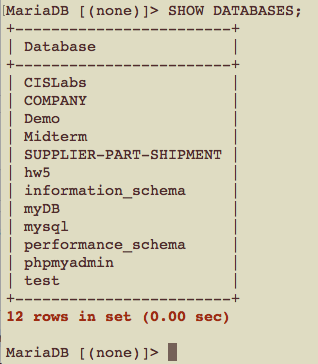 MariaDB [(none)]> SHOW DATABASES;
+------------------------+
| Database               |
+------------------------+
| CISLabs                |
| COMPANY                |
| Demo                   |
| Midterm                |
| SUPPLIER-PART-SHIPMENT |
| hw5                    |
| information_schema     |
| myDB                   |
| mysql                  |
| performance_schema     |
| phpmyadmin             |
| test                   |
+------------------------+
12 rows in set (0.00 sec)
MariaDB [(none)]>